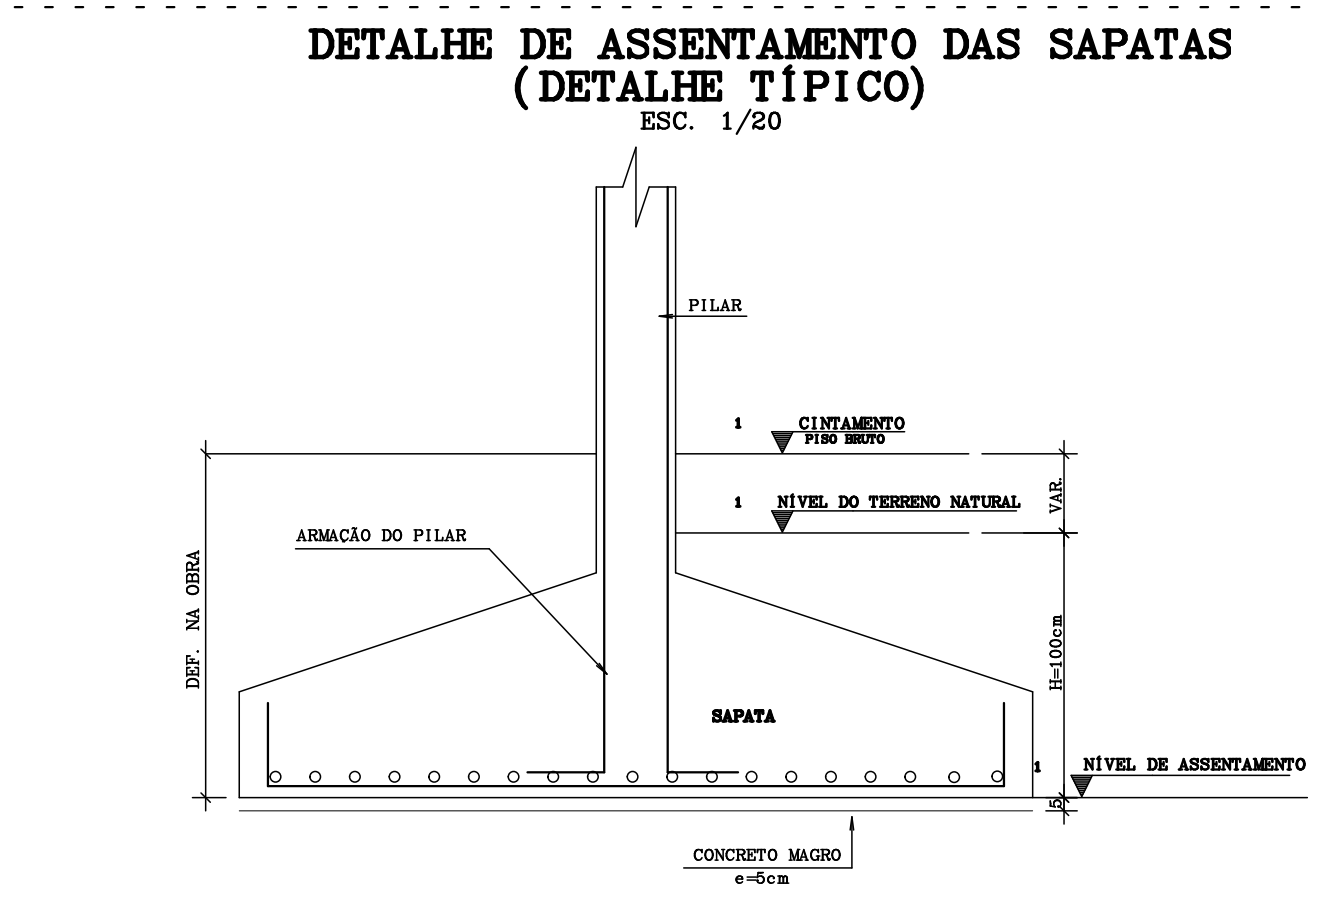 DETALHE DE ASSENTAMENTO DAS SAPATAS
(DETALHE TÍPICO)
ESC. 1/20
PILAR
1 CINTAMENTO
PISO BRUTO
1 NÍVEL DO TERRENO NATURAL
VAR.
ARMAÇÃO DO PILAR
DEF. NA OBRA
H=100cm
SAPATA
1 NÍVEL DE ASSENTAMENTO
5
CONCRETO MAGRO
e=5cm